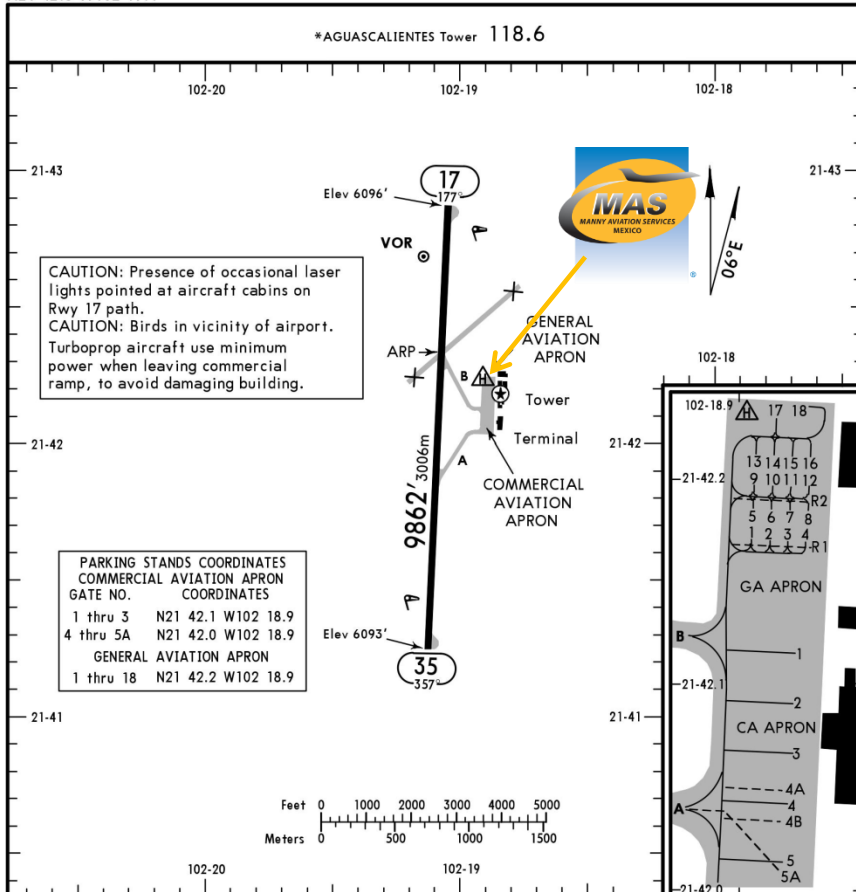 *AGUASCALIENTES Tower 118.6
102-20
102-19
102-18
21-43
21-43
17
177°
Elev 6096'
VOR
MAS
MANNY AVIATION SERVICES
MEXICO
®
06°E
CAUTION: Presence of occasional laser
lights pointed at aircraft cabins on
Rwy 17 path.
CAUTION: Birds in vicinity of airport.
Turboprop aircraft use minimum
power when leaving commercial
ramp, to avoid damaging building.
GENERAL
AVIATION
APRON
ARP
B
H
Tower
Terminal
21-42
21-42
A
COMMERCIAL
AVIATION
APRON
9862' 3006m
PARKING STANDS COORDINATES
COMMERCIAL AVIATION APRON
GATE NO. COORDINATES
1 thru 3 N21 42.1 W102 18.9
4 thru 5A N21 42.0 W102 18.9
GENERAL AVIATION APRON
1 thru 18 N21 42.2 W102 18.9
Elev 6093'
35
357°
21-41
21-41
Feet 0 1000 2000 3000 4000 5000
Meters 0 500 1000 1500
102-20
102-19
102-18
102-18.9
H
17 18
13 14 15 16
21-42.2
9 10 11 12
R2
5 6 7 8
1 2 3 4
R1
GA APRON
B
1
21-42.1
2
CA APRON
3
4A
A
4
4B
5
5A
21-42.0